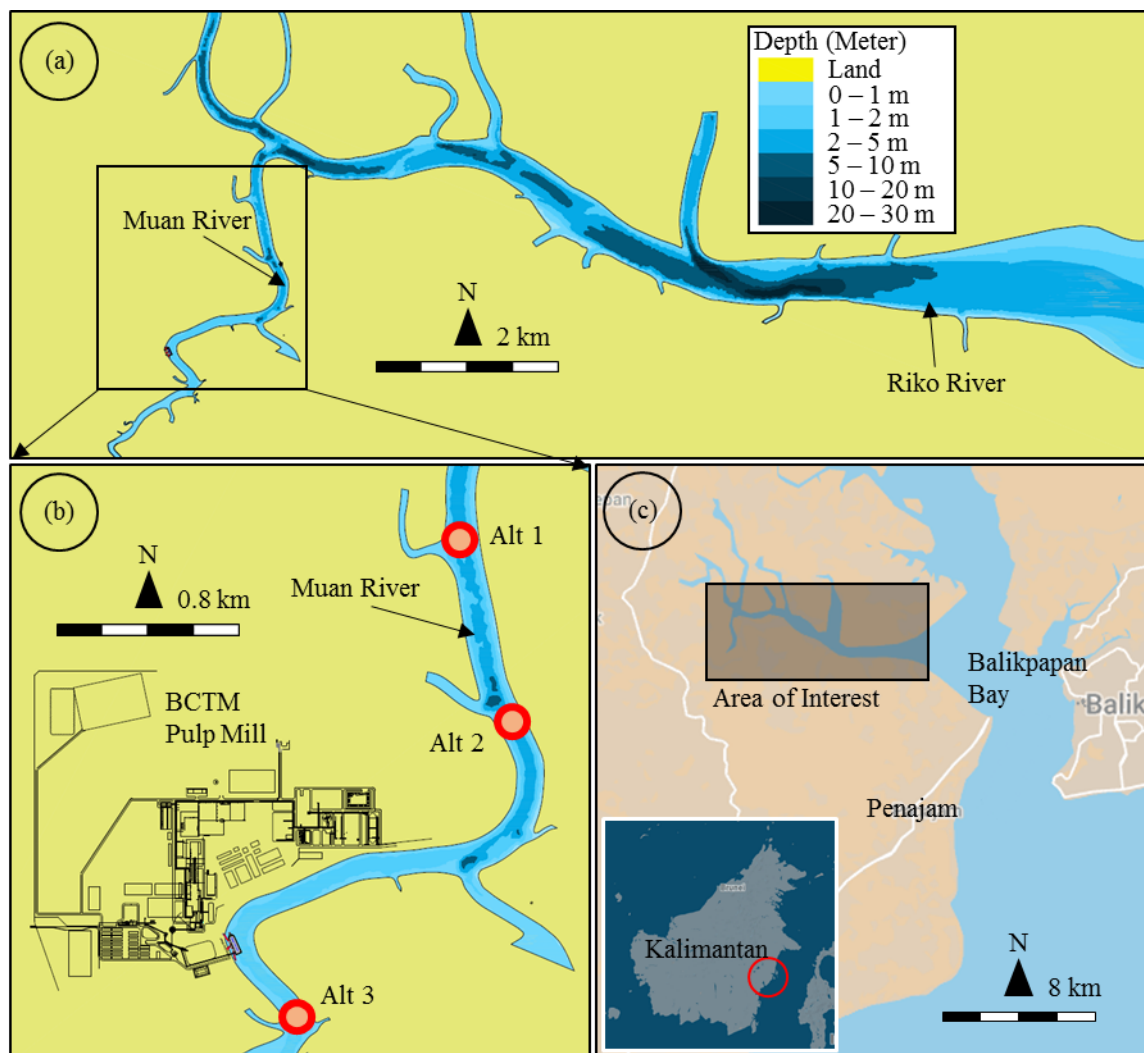 (a)
Depth (Meter)
Land
0 – 1 m
1 – 2 m
2 – 5 m
5 – 10 m
10 – 20 m
20 – 30 m
Muan River
N
2 km
Riko River
(b)
Alt 1
N
Muan River
0.8 km
BCTM
Pulp Mill
Alt 2
Alt 3
(c)
Balikpapan
Bay
Balik
Area of Interest
Penajam
Kalimantan
N
8 km